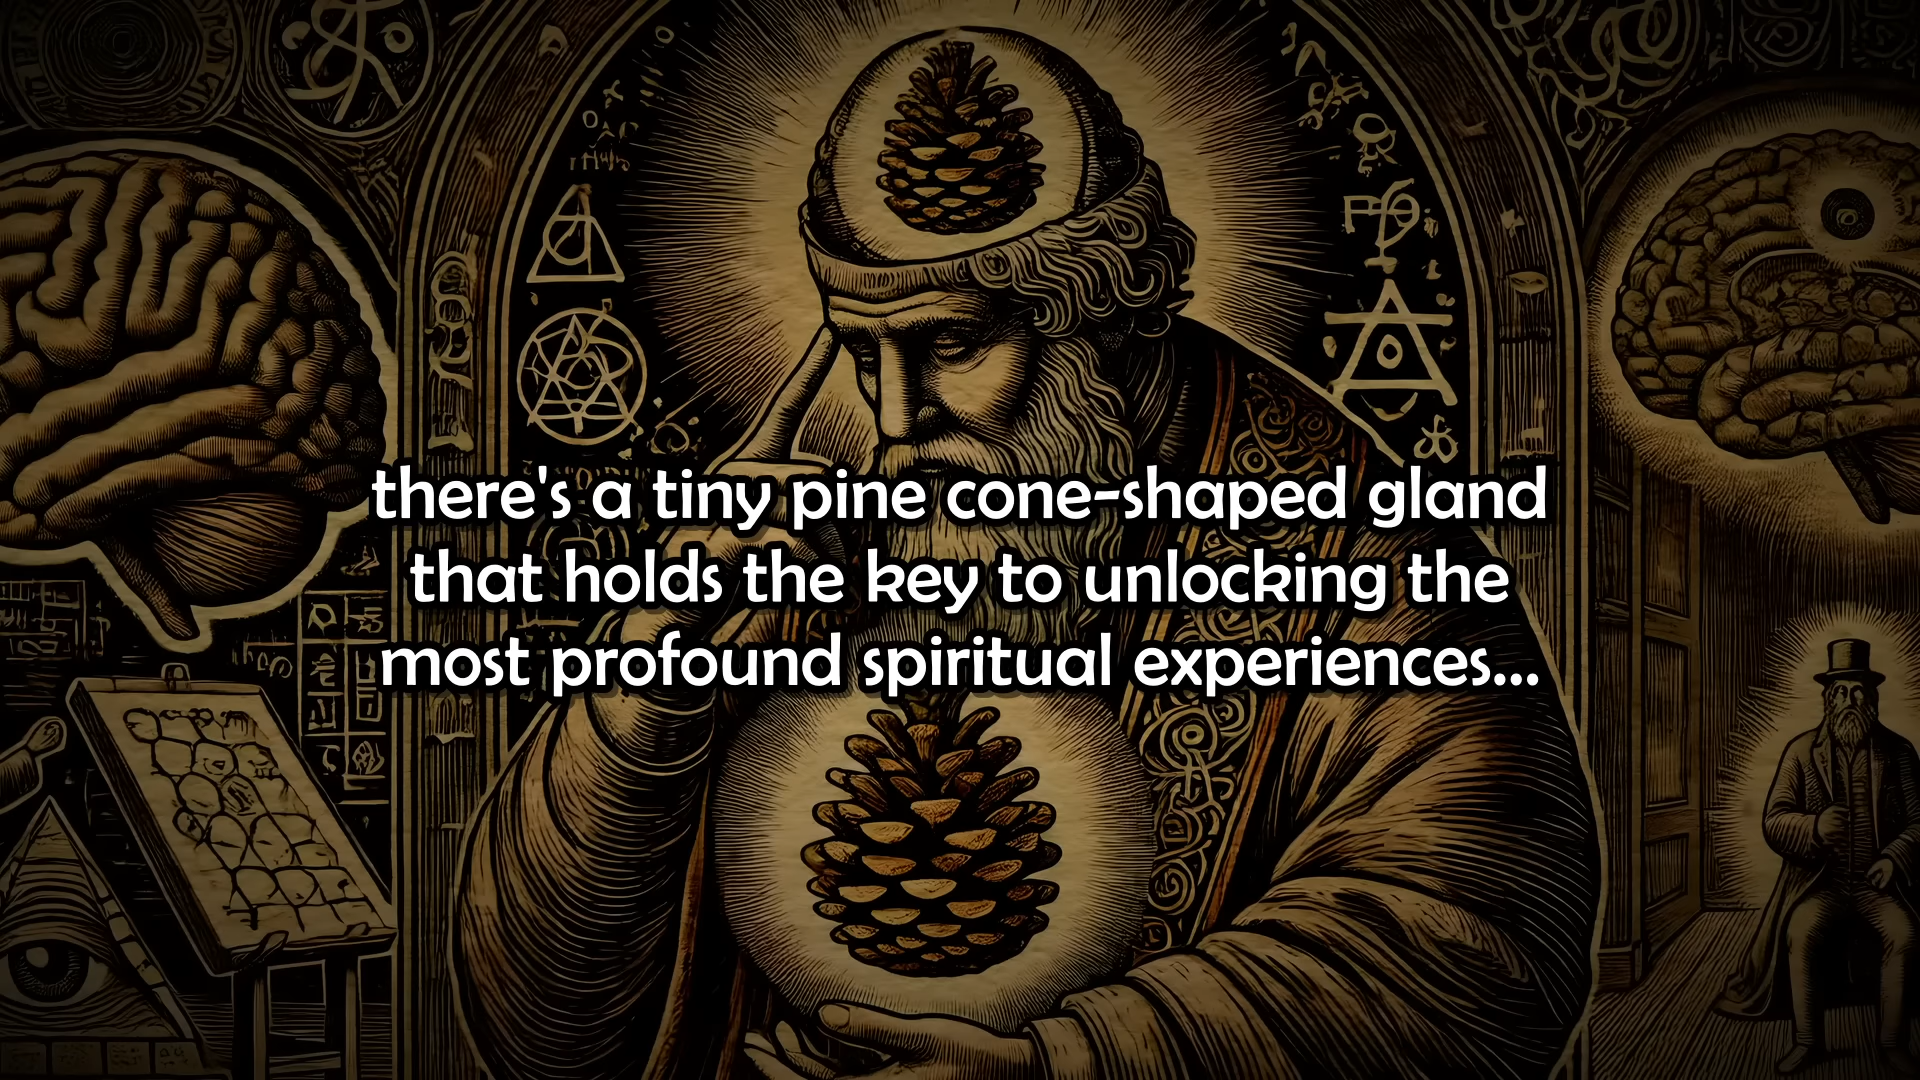 there's a tiny pine cone-shaped gland
that holds the key to unlocking the
most profound spiritual experiences...